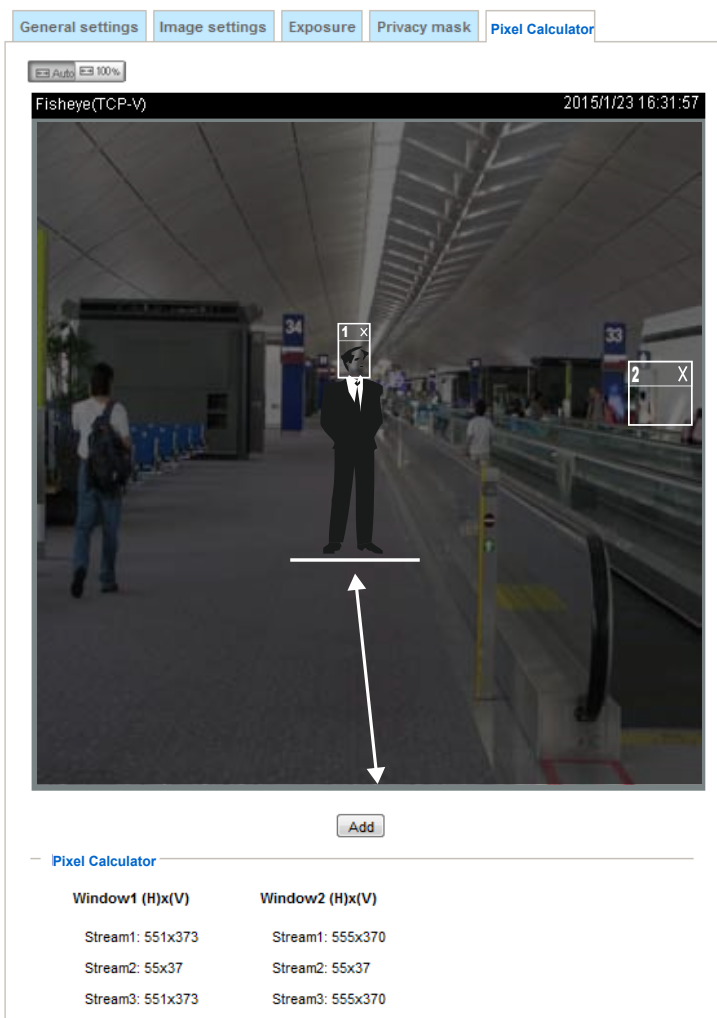 General settings Image settings Exposure Privacy mask Pixel Calculator
Auto 100%
Fisheye(TCP-V) 2015/1/23 16:31:57
34
1 X
33
2 X
Add
Pixel Calculator
Window1 (H)x(V) Window2 (H)x(V)
Stream1: 551x373 Stream1: 555x370
Stream2: 55x37 Stream2: 55x37
Stream3: 551x373 Stream3: 555x370